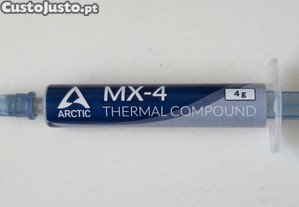 CustoJusto.pt
MX-4
4g
ARCTIC
THERMAL COMPOUND